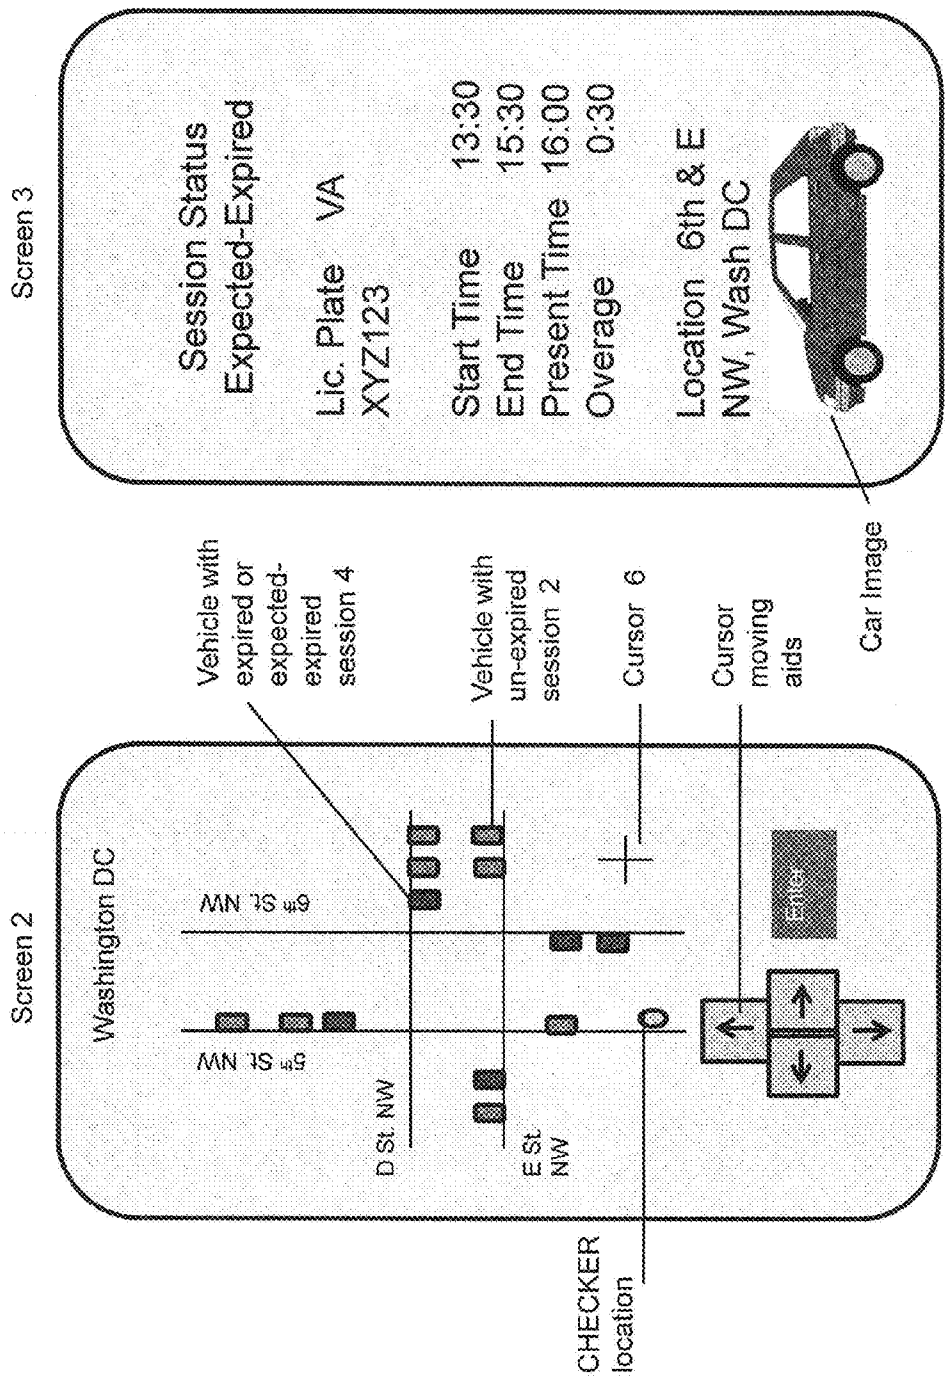 Screen 2
Washington DC
5th St. NW
6th St. NW
D St. NW
E St.
NW
Enter
CHECKER
location
Vehicle with
expired or
expected-
expired
session 4
Vehicle with
un-expired
session 2
Cursor 6
Cursor
moving
aids
Screen 3
Session Status
Expected-Expired
Lic. Plate VA
XYZ123
Start Time 13:30
End Time 15:30
Present Time 16:00
Overage 0:30
Location 6th & E
NW, Wash DC
Car Image